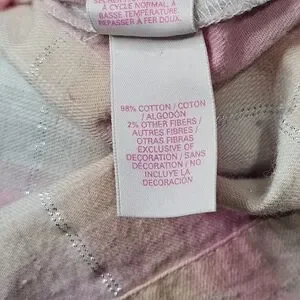 À CYCLE NORMAL, À
BASSE TEMPÉRATURE
REPASSER À FER DOUX.
98% COTTON / COTON
/ ALGODÓN
2% OTHER FIBERS /
AUTRES FIBRES /
OTRAS FIBRAS
EXCLUSIVE OF
DECORATION / SANS
DÉCORATION / NO
INCLUYE LA
DECORACIÓN